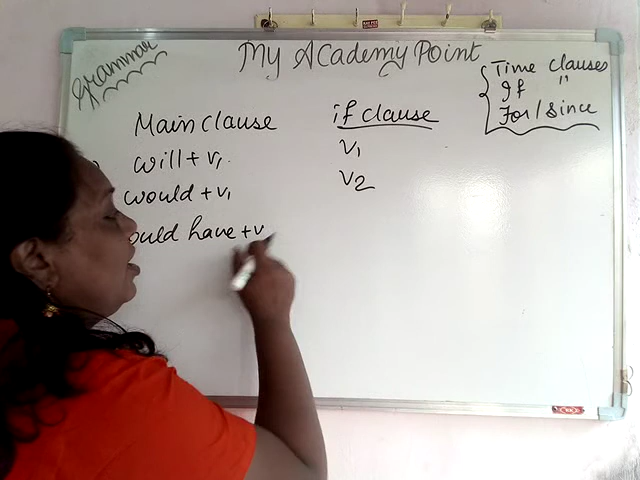 Grammar
My Academy Point
Time clauses
If "
For/since
Main clause if clause
will + v1. v1
would + v1 v2
ould have + v